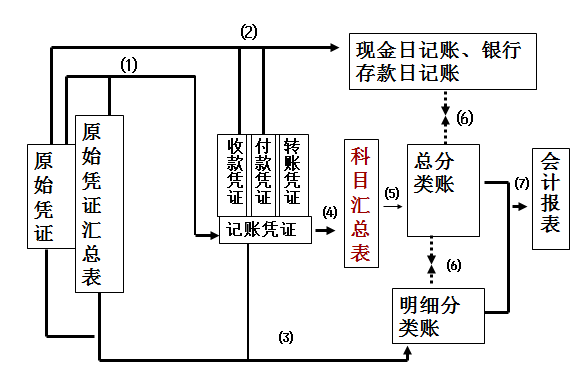 (2)
(1)
现金日记账、银行
存款日记账
(6)
原始凭证
原始凭证汇总表
收款凭证
付款凭证
转账凭证
记账凭证
(4)
科目汇总表
(5)
总分
类账
(7)
会计报表
(6)
明细分
类账
(3)